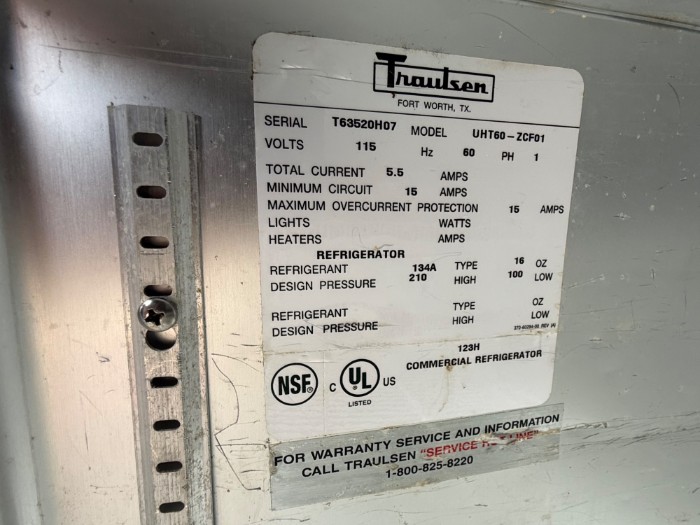 Traulsen
FORT WORTH, TX.
SERIAL T63520H07 MODEL UHT60-ZCF01
VOLTS 115 Hz 60 PH 1
TOTAL CURRENT 5.5 AMPS
MINIMUM CIRCUIT 15 AMPS
MAXIMUM OVERCURRENT PROTECTION 15 AMPS
LIGHTS WATTS
HEATERS AMPS
REFRIGERATOR
REFRIGERANT 134A TYPE 16 OZ
DESIGN PRESSURE 210 HIGH 100 LOW
REFRIGERANT TYPE OZ
DESIGN PRESSURE HIGH LOW
123H
COMMERCIAL REFRIGERATOR
NSF
C UL US
LISTED
FOR WARRANTY SERVICE AND INFORMATION
CALL TRAULSEN "SERVICE HOT LINE"
1-800-825-8220